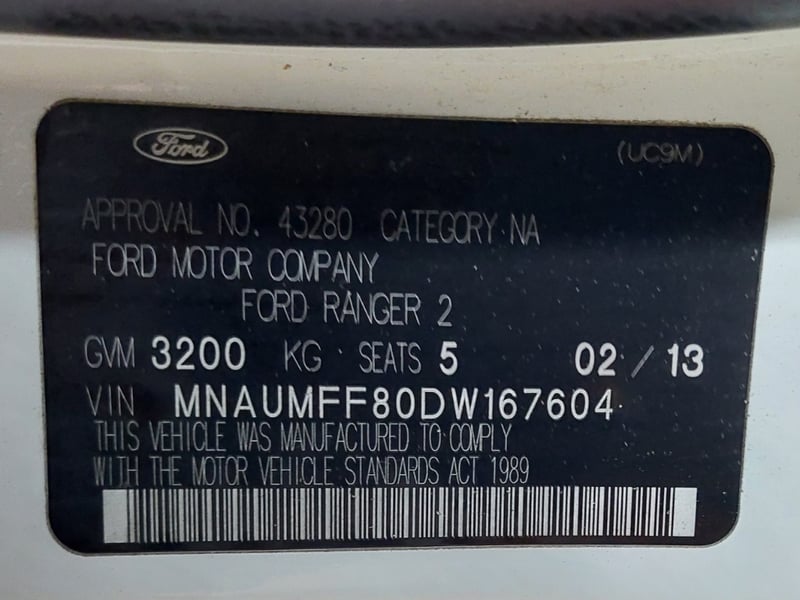 Ford
(UC9M)
APPROVAL NO. 43280 CATEGORY NA
FORD MOTOR COMPANY
FORD RANGER 2
GVM 3200 KG SEATS 5 02 / 13
VIN MNAUMFF80DW167604
THIS VEHICLE WAS MANUFACTURED TO COMPLY
WITH THE MOTOR VEHICLE STANDARDS ACT 1989